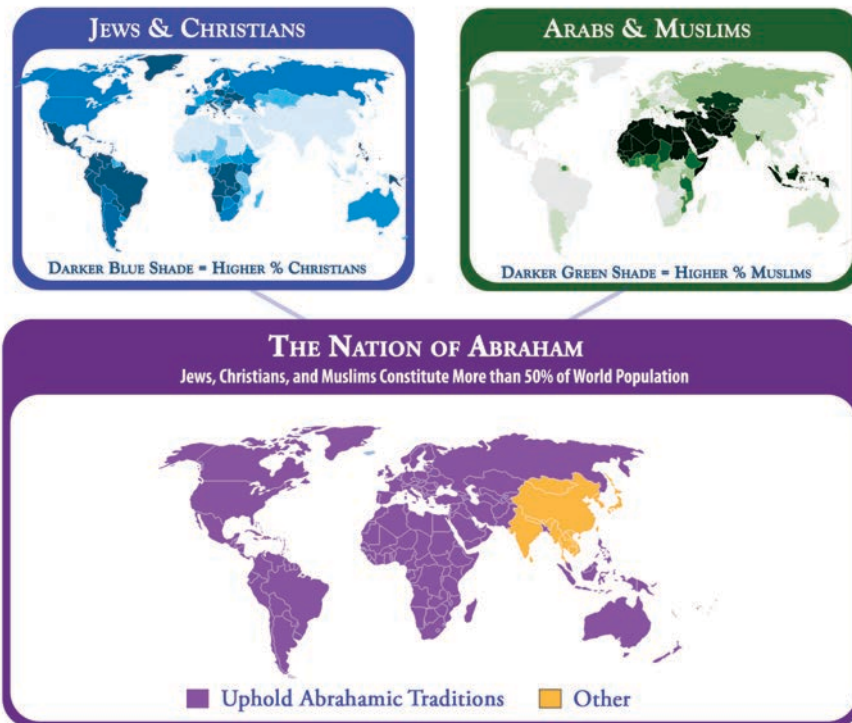 Jews & Christians
Darker Blue Shade = Higher % Christians
Arabs & Muslims
Darker Green Shade = Higher % Muslims
The Nation of Abraham
Jews, Christians, and Muslims Constitute More than 50% of World Population
Uphold Abrahamic Traditions
Other